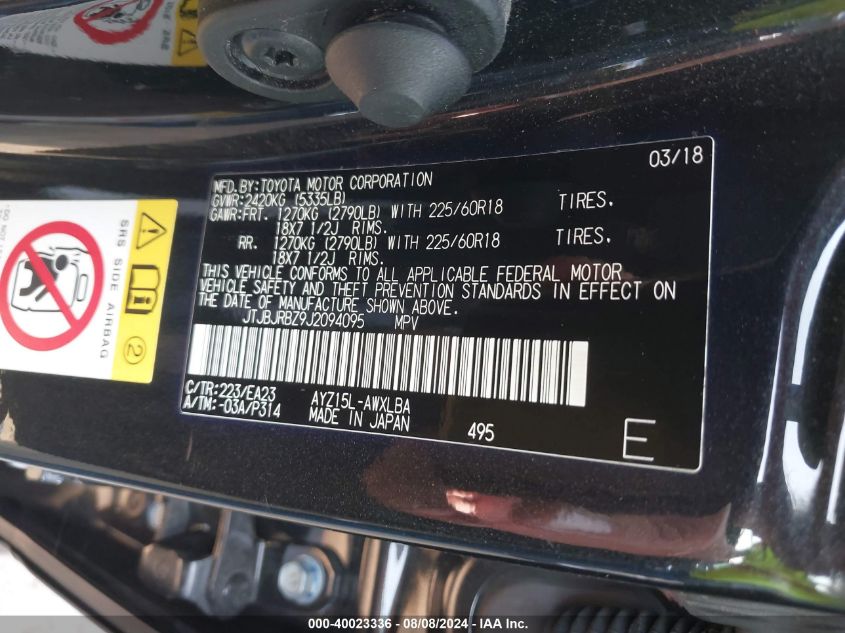 03/18
MFD.BY:TOYOTA MOTOR CORPORATION
GVWR:2420KG (5335LB)
GAWR:FRT. 1270KG (2790LB) WITH 225/60R18 TIRES.
18X7 1/2J RIMS.
RR. 1270KG (2790LB) WITH 225/60R18 TIRES.
18X7 1/2J RIMS.
THIS VEHICLE CONFORMS TO ALL APPLICABLE FEDERAL MOTOR
VEHICLE SAFETY AND THEFT PREVENTION STANDARDS IN EFFECT ON
THE DATE OF MANUFACTURE SHOWN ABOVE.
JTJBJRBZ9J2094095 MPV
C/TR:223/EA23 AYZ15L-AWXLBA
A/TM:-03A/P314 MADE IN JAPAN
495 E
SRS SIDE AIRBAG
2
000-40023336 - 08/08/2024 - IAA Inc.